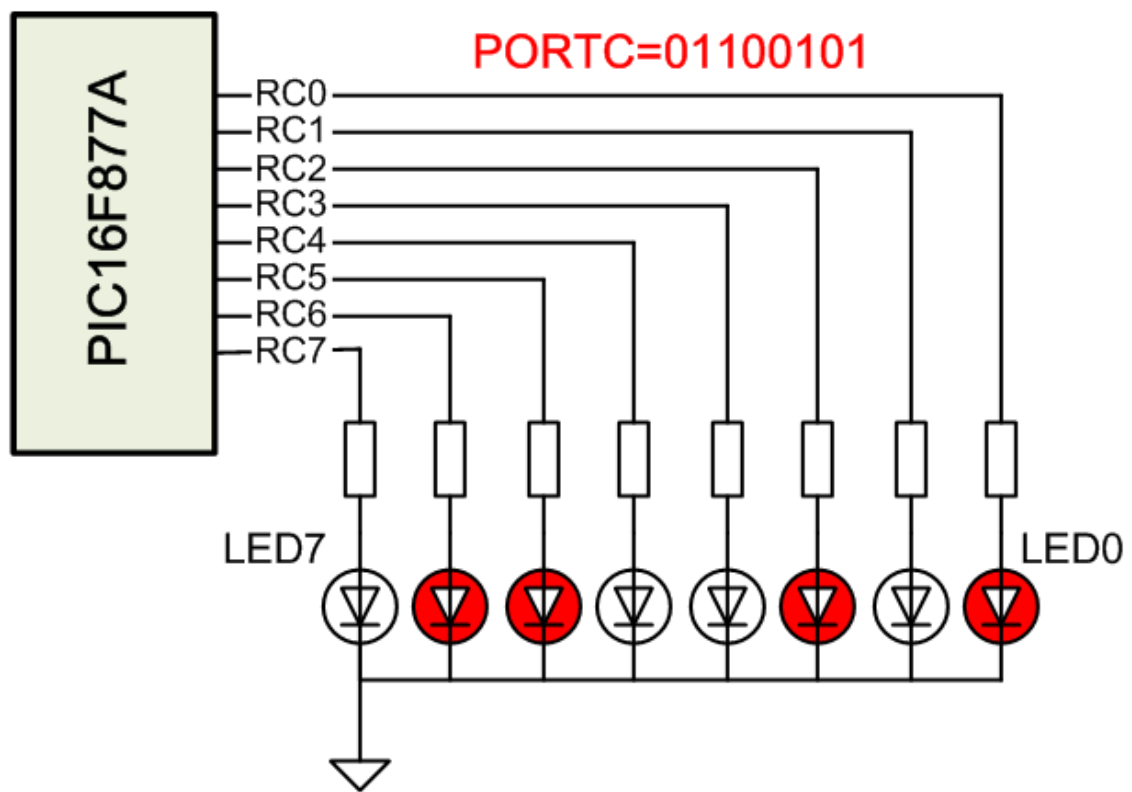 PIC16F877A
PORTC=01100101
RC0
RC1
RC2
RC3
RC4
RC5
RC6
RC7
LED7
LED0